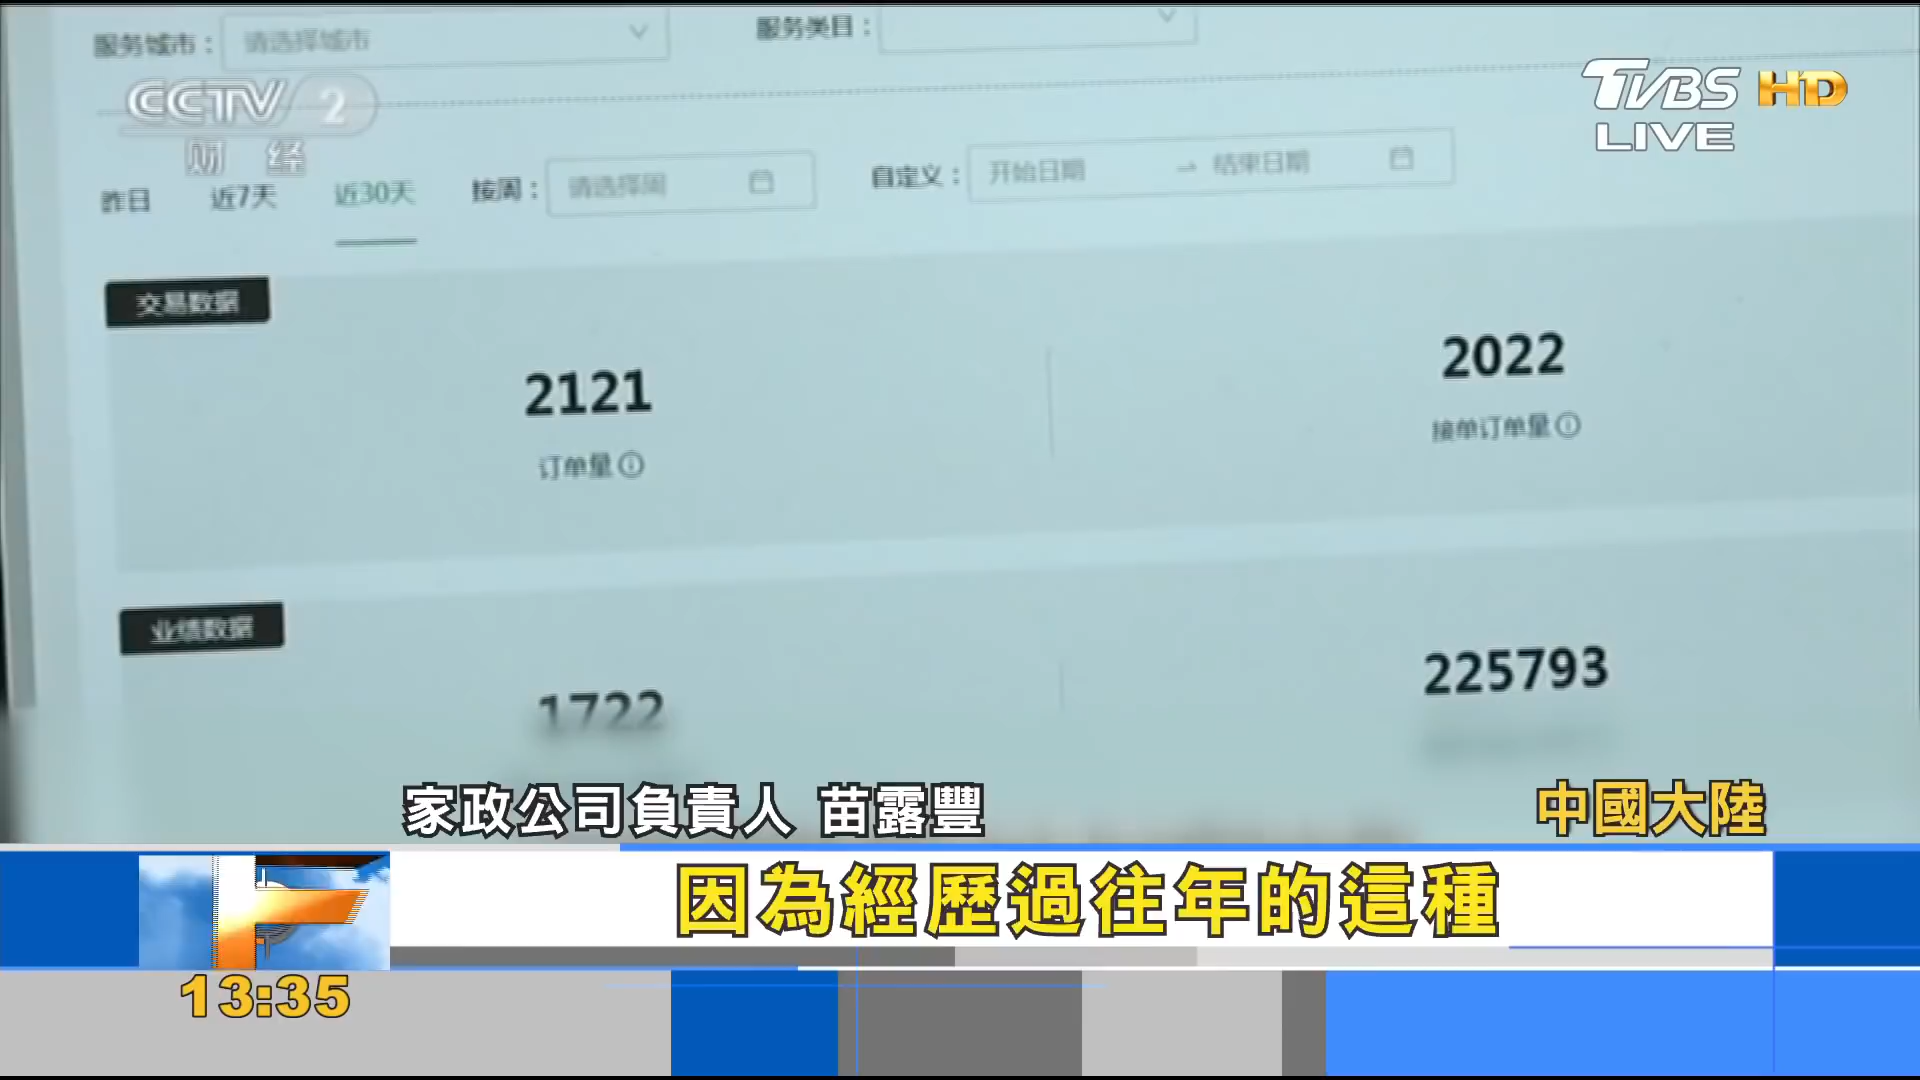 服务城市： 请选择城市 服务类目：
CCTV 2
财 经
TVBS HD
LIVE
昨日 近7天 近30天 按周： 请选择周 自定义： 开始日期 → 结束日期
交易数据
2121 2022
订单量 接单订单量
业绩数据
1722 225793
家政公司負責人 苗露豐 中國大陸
因為經歷過往年的這種
13:35